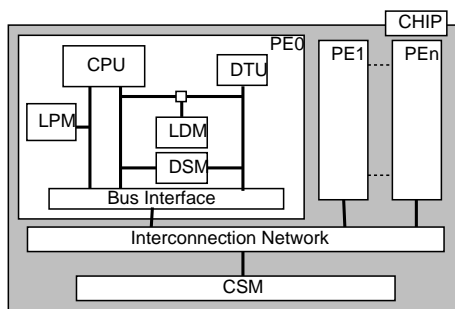 CHIP
PE0
PE1
PEn
CPU
DTU
LPM
LDM
DSM
Bus Interface
Interconnection Network
CSM